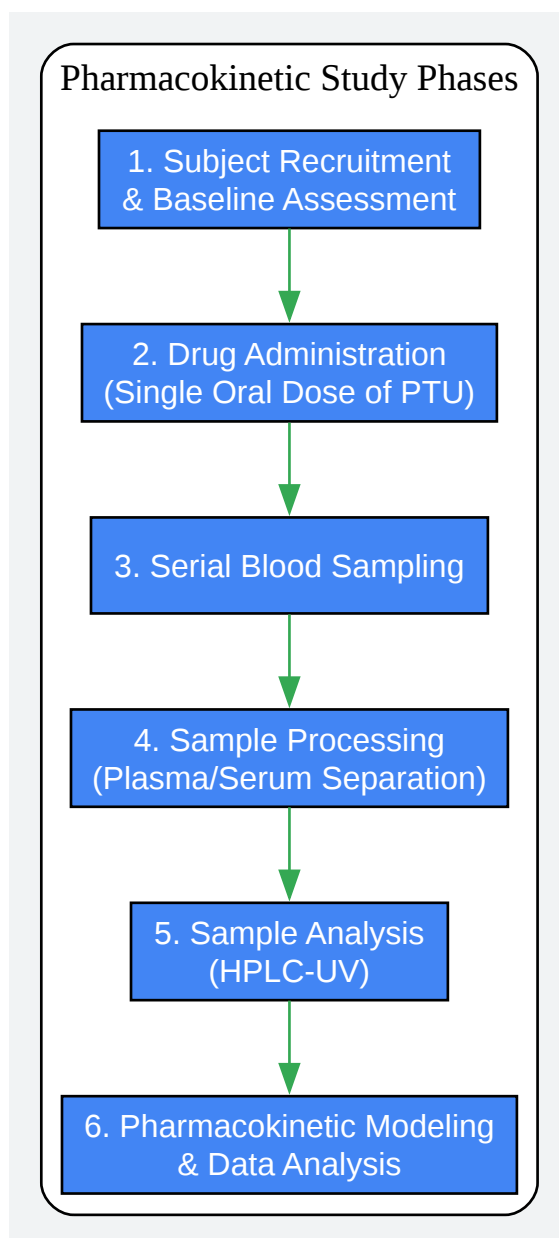 Pharmacokinetic Study Phases
1. Subject Recruitment
& Baseline Assessment
2. Drug Administration
(Single Oral Dose of PTU)
3. Serial Blood Sampling
4. Sample Processing
(Plasma/Serum Separation)
5. Sample Analysis
(HPLC-UV)
6. Pharmacokinetic Modeling
& Data Analysis